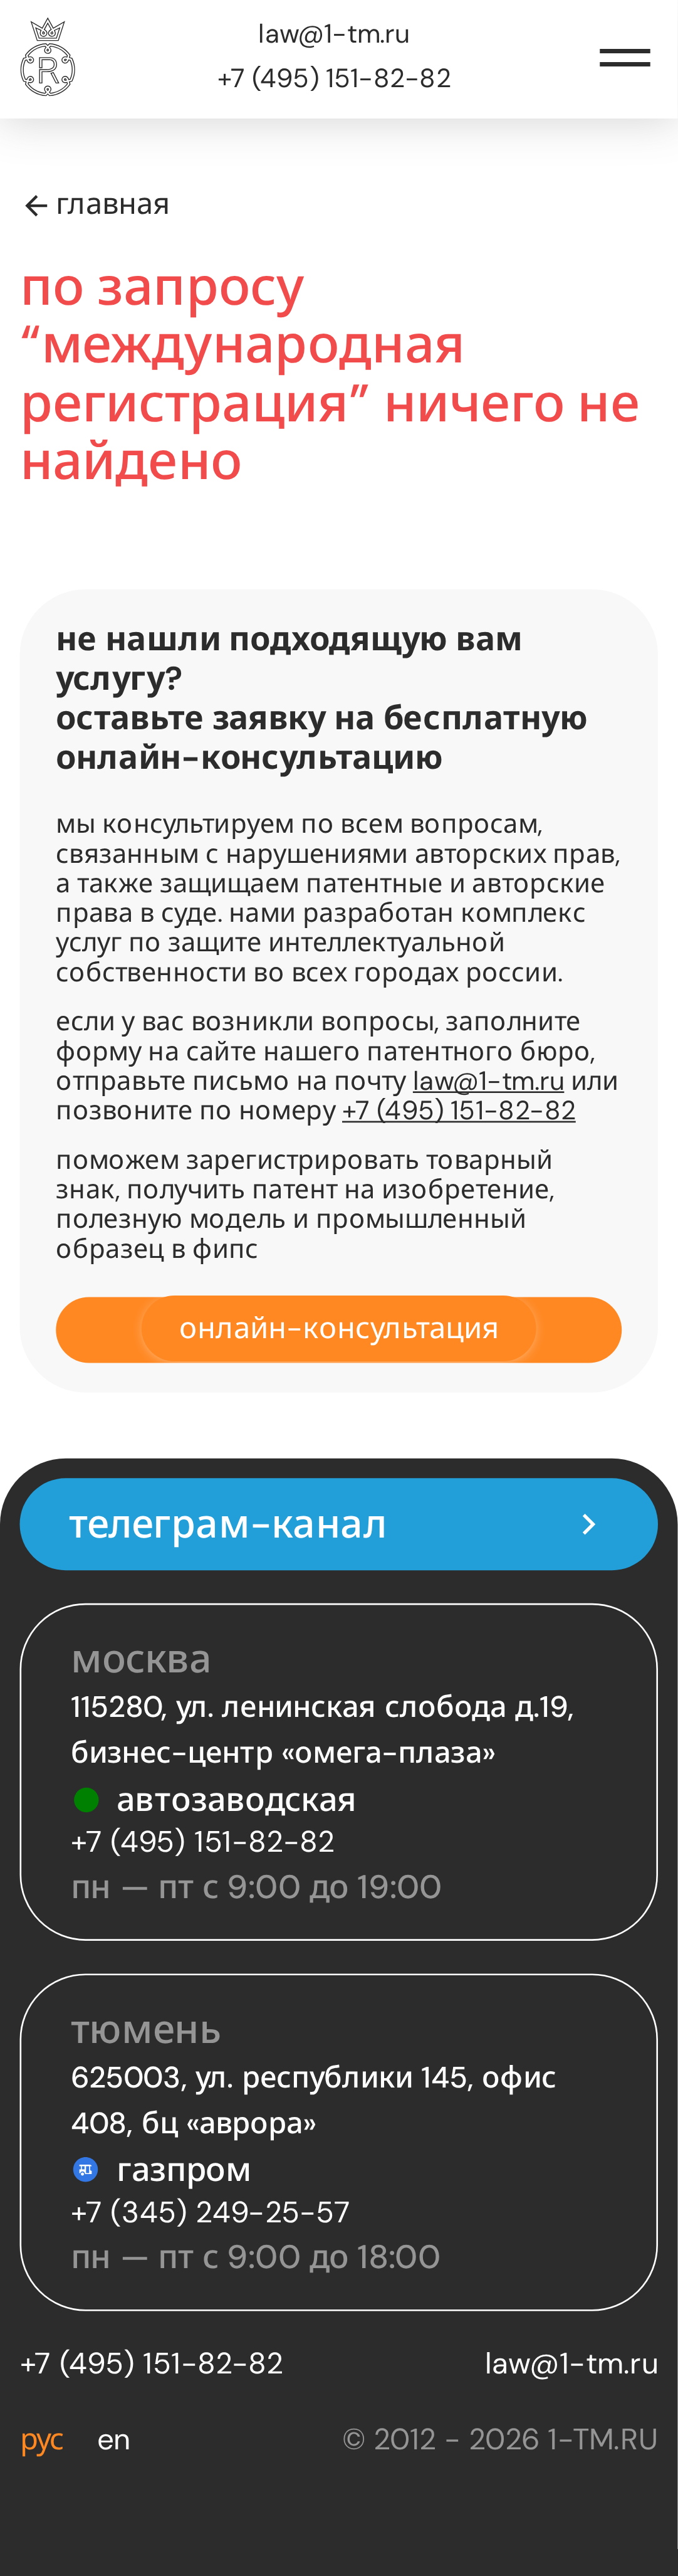 law@1-tm.ru
+7 (495) 151-82-82
R
← главная
по запросу
“международная
регистрация” ничего не
найдено
не нашли подходящую вам
услугу?
оставьте заявку на бесплатную
онлайн-консультацию
мы консультируем по всем вопросам,
связанным с нарушениями авторских прав,
а также защищаем патентные и авторские
права в суде. нами разработан комплекс
услуг по защите интеллектуальной
собственности во всех городах россии.
если у вас возникли вопросы, заполните
форму на сайте нашего патентного бюро,
отправьте письмо на почту law@1-tm.ru или
позвоните по номеру +7 (495) 151-82-82
поможем зарегистрировать товарный
знак, получить патент на изобретение,
полезную модель и промышленный
образец в фипс
онлайн-консультация
телеграм-канал
москва
115280, ул. ленинская слобода д.19,
бизнес-центр «омега-плаза»
автозаводская
+7 (495) 151-82-82
пн — пт с 9:00 до 19:00
тюмень
625003, ул. республики 145, офис
408, бц «аврора»
газпром
+7 (345) 249-25-57
пн — пт с 9:00 до 18:00
+7 (495) 151-82-82 law@1-tm.ru
рус en © 2012 - 2026 1-TM.RU